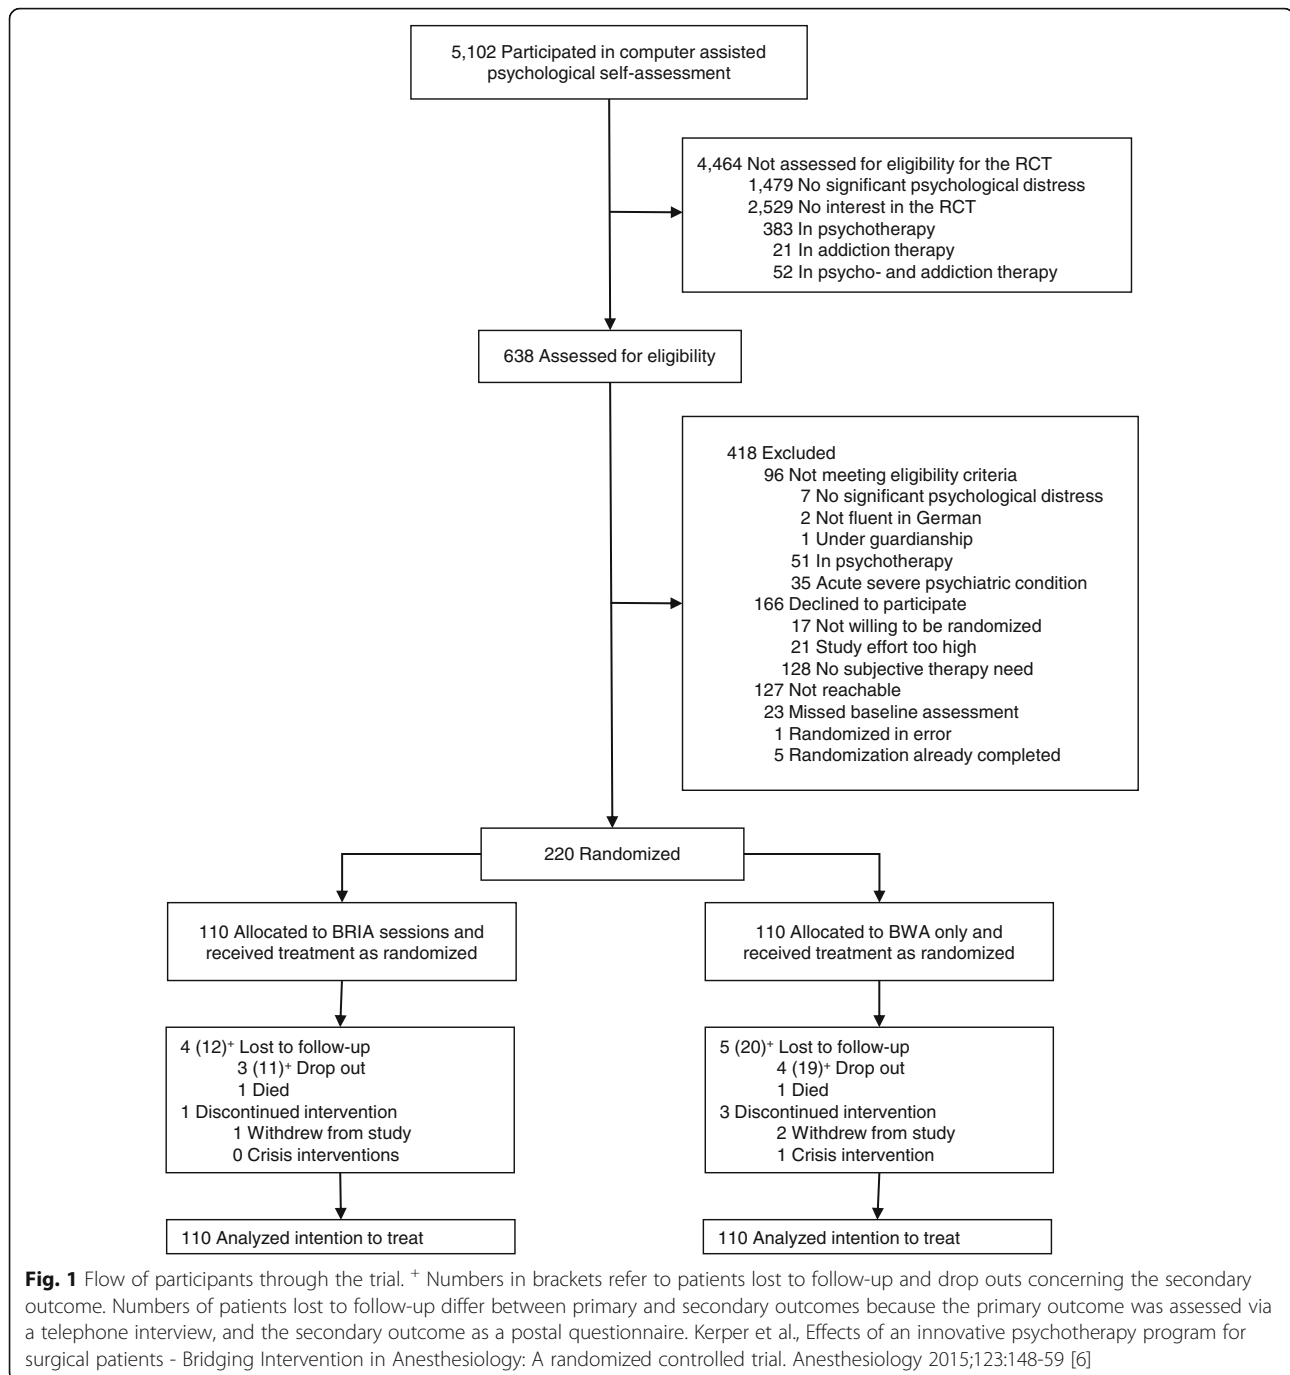 5,102 Participated in computer assisted
psychological self-assessment
4,464 Not assessed for eligibility for the RCT
1,479 No significant psychological distress
2,529 No interest in the RCT
383 In psychotherapy
21 In addiction therapy
52 In psycho- and addiction therapy
638 Assessed for eligibility
418 Excluded
96 Not meeting eligibility criteria
7 No significant psychological distress
2 Not fluent in German
1 Under guardianship
51 In psychotherapy
35 Acute severe psychiatric condition
166 Declined to participate
17 Not willing to be randomized
21 Study effort too high
128 No subjective therapy need
127 Not reachable
23 Missed baseline assessment
1 Randomized in error
5 Randomization already completed
220 Randomized
110 Allocated to BRIA sessions and
received treatment as randomized
110 Allocated to BWA only and
received treatment as randomized
4 (12)⁺ Lost to follow-up
3 (11)⁺ Drop out
1 Died
1 Discontinued intervention
1 Withdrew from study
0 Crisis interventions
5 (20)⁺ Lost to follow-up
4 (19)⁺ Drop out
1 Died
3 Discontinued intervention
2 Withdrew from study
1 Crisis intervention
110 Analyzed intention to treat
110 Analyzed intention to treat
Fig. 1 Flow of participants through the trial. ⁺ Numbers in brackets refer to patients lost to follow-up and drop outs concerning the secondary
outcome. Numbers of patients lost to follow-up differ between primary and secondary outcomes because the primary outcome was assessed via
a telephone interview, and the secondary outcome as a postal questionnaire. Kerper et al., Effects of an innovative psychotherapy program for
surgical patients - Bridging Intervention in Anesthesiology: A randomized controlled trial. Anesthesiology 2015;123:148-59 [6]